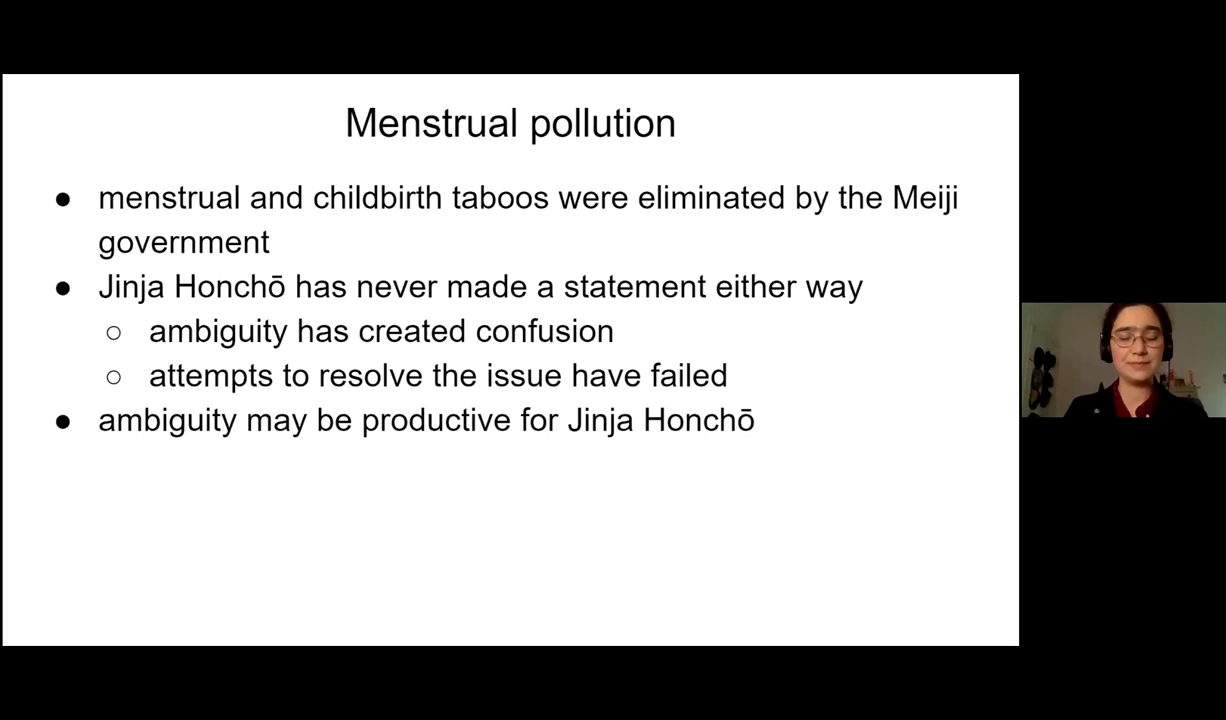 Menstrual pollution
● menstrual and childbirth taboos were eliminated by the Meiji
government
● Jinja Honchō has never made a statement either way
○ ambiguity has created confusion
○ attempts to resolve the issue have failed
● ambiguity may be productive for Jinja Honchō